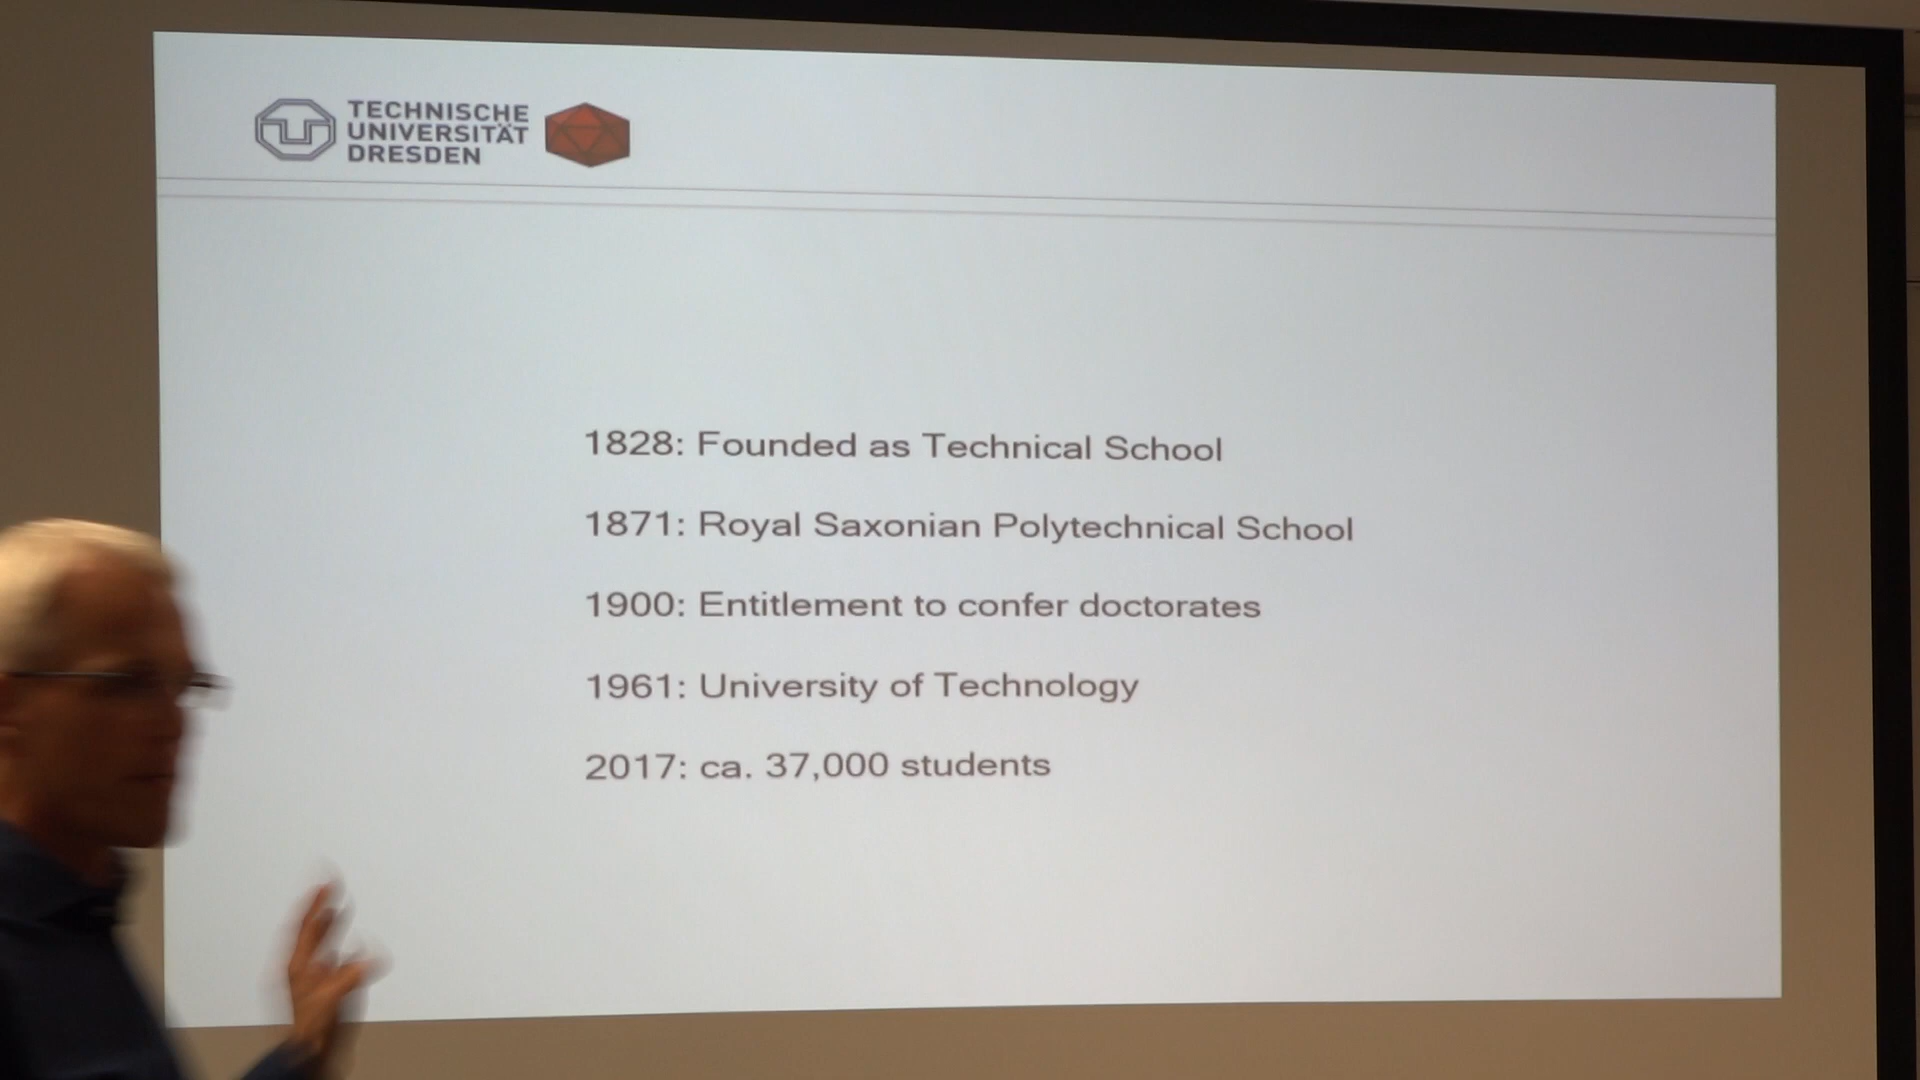 TECHNISCHE
UNIVERSITÄT
DRESDEN
1828: Founded as Technical School
1871: Royal Saxonian Polytechnical School
1900: Entitlement to confer doctorates
1961: University of Technology
2017: ca. 37,000 students